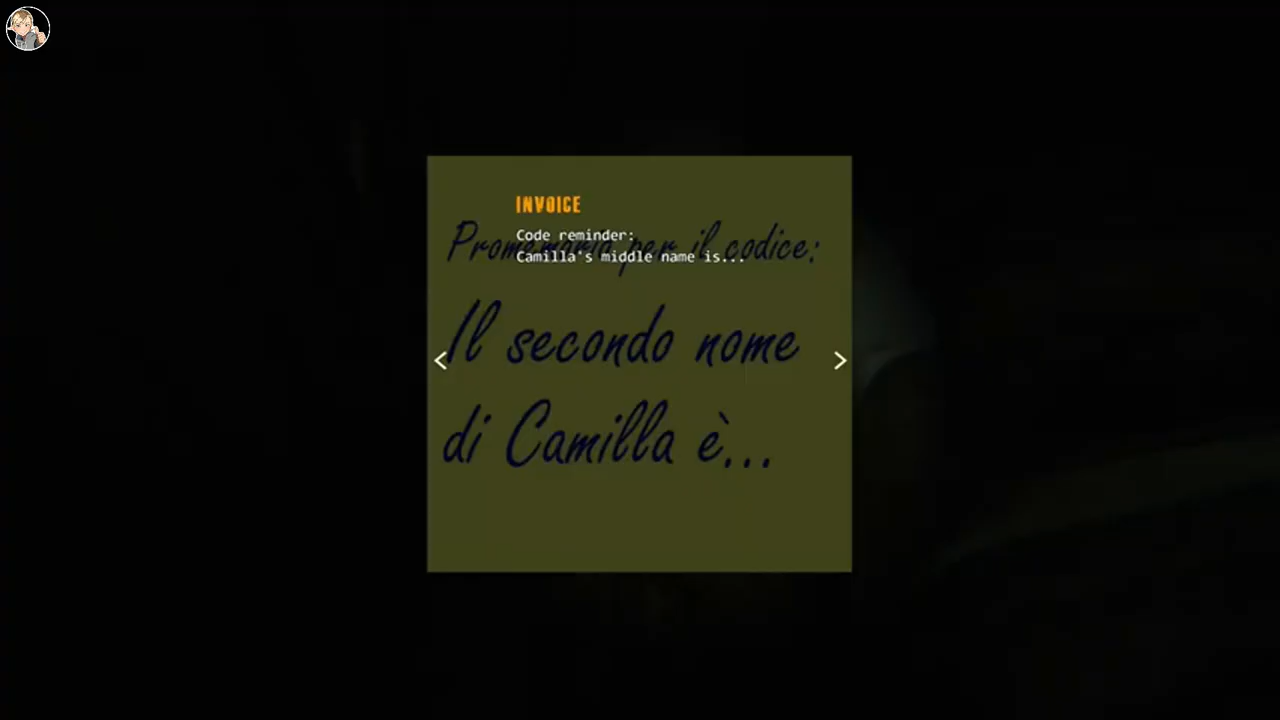 INVOICE
Code reminder:
Camilla's middle name is...
Promemoria per il codice:
Il secondo nome
di Camilla è...